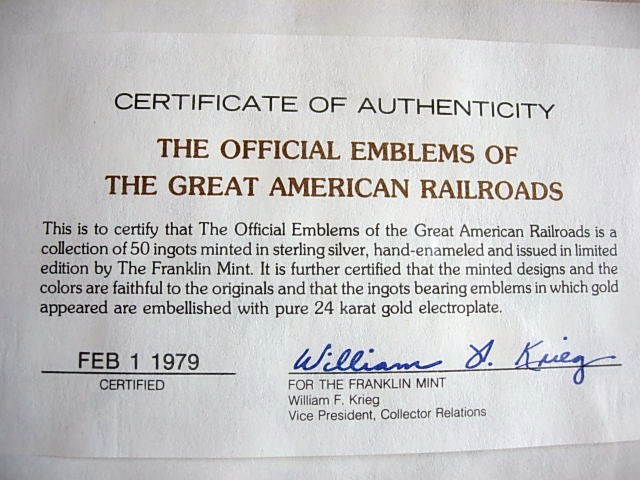 CERTIFICATE OF AUTHENTICITY
THE OFFICIAL EMBLEMS OF
THE GREAT AMERICAN RAILROADS
This is to certify that The Official Emblems of the Great American Railroads is a
collection of 50 ingots minted in sterling silver, hand-enameled and issued in limited
edition by The Franklin Mint. It is further certified that the minted designs and the
colors are faithful to the originals and that the ingots bearing emblems in which gold
appeared are embellished with pure 24 karat gold electroplate.
FEB 1 1979
CERTIFIED
William F. Krieg
FOR THE FRANKLIN MINT
William F. Krieg
Vice President, Collector Relations